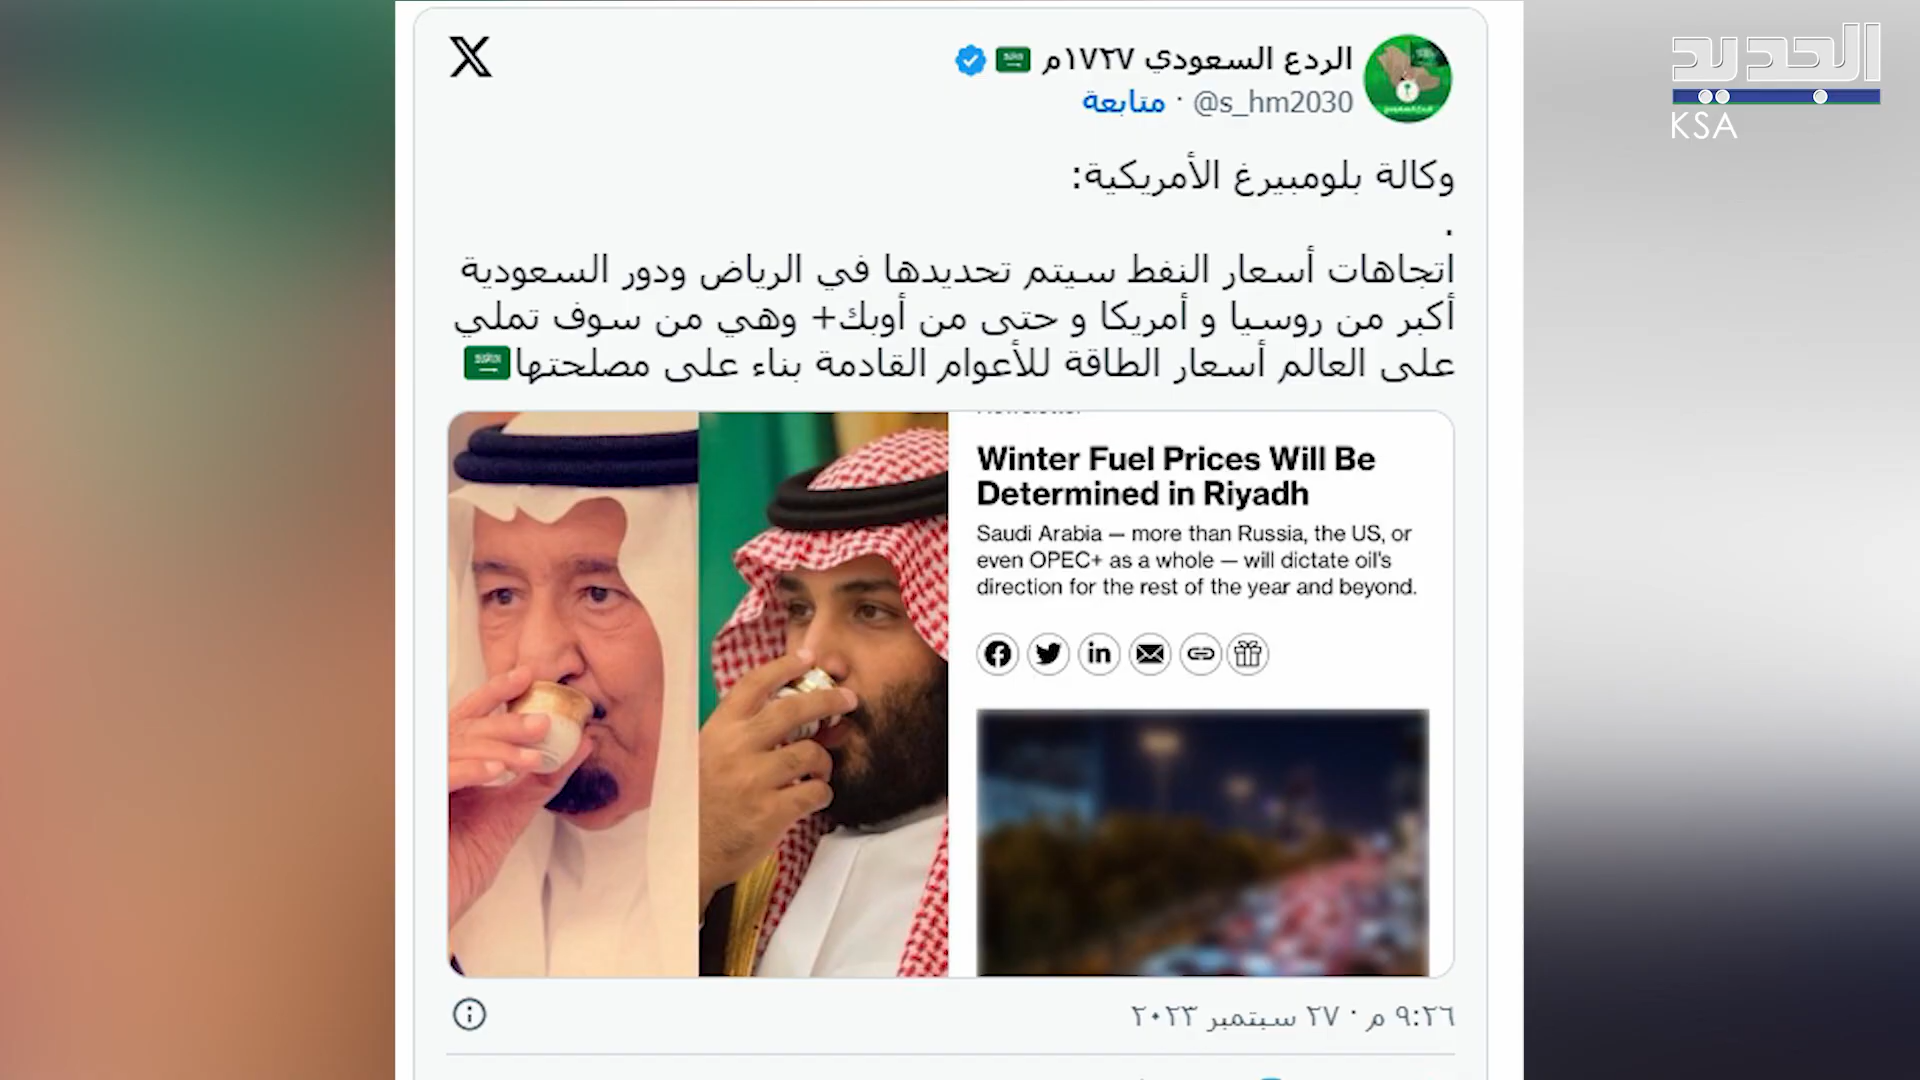 الجديد
KSA
الردع السعودي ١٧٢٧م
@s_hm2030 · متابعة
وكالة بلومبيرغ الأمريكية:
.
اتجاهات أسعار النفط سيتم تحديدها في الرياض ودور السعودية
أكبر من روسيا و أمريكا و حتى من أوبك+ وهي من سوف تملي
على العالم أسعار الطاقة للأعوام القادمة بناء على مصلحتها
Winter Fuel Prices Will Be
Determined in Riyadh
Saudi Arabia — more than Russia, the US, or
even OPEC+ as a whole — will dictate oil's
direction for the rest of the year and beyond.
٩:٢٦ م · ٢٧ سبتمبر ٢٠٢٣